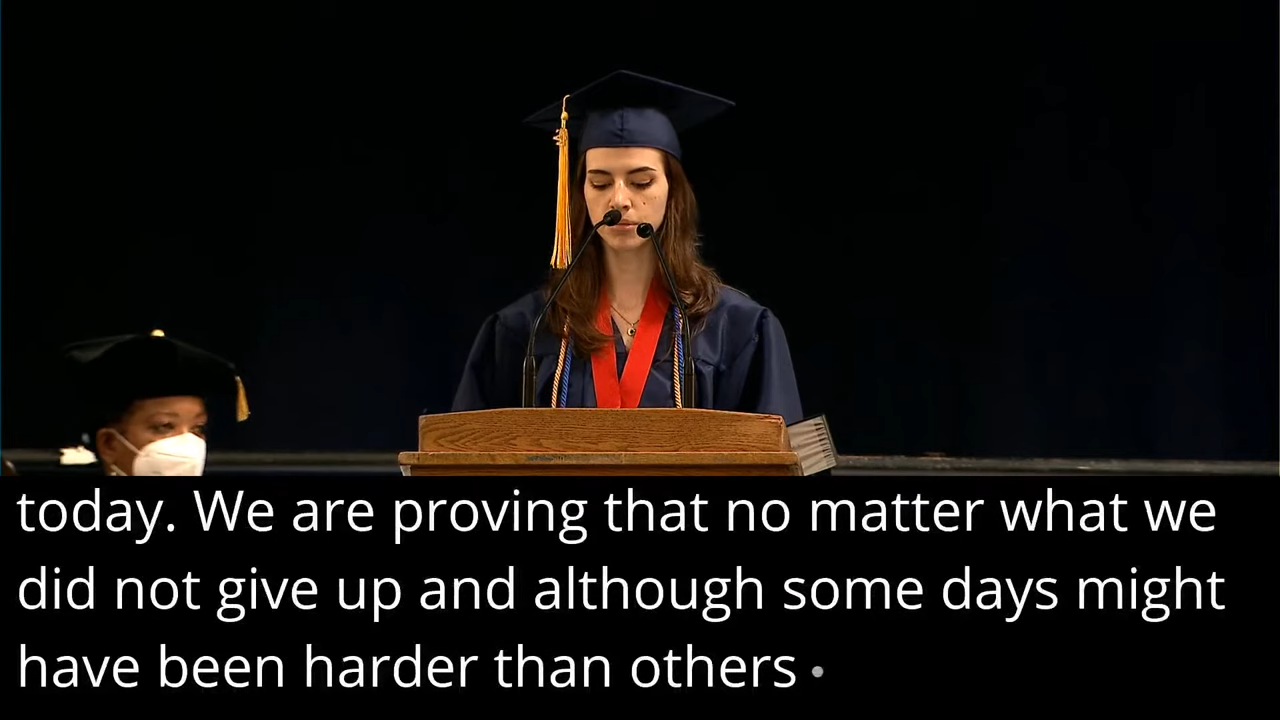 today. We are proving that no matter what we
did not give up and although some days might
have been harder than others •